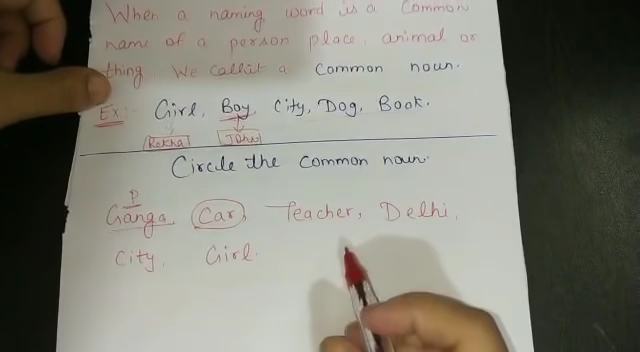 When a naming word is a common
name of a person place, animal or
thing We call it a common noun.
Ex:- Girl, Boy, City, Dog, Book.
Rekha John
Circle the common noun.
P
Ganga, Car Teacher, Delhi,
City, Girl.